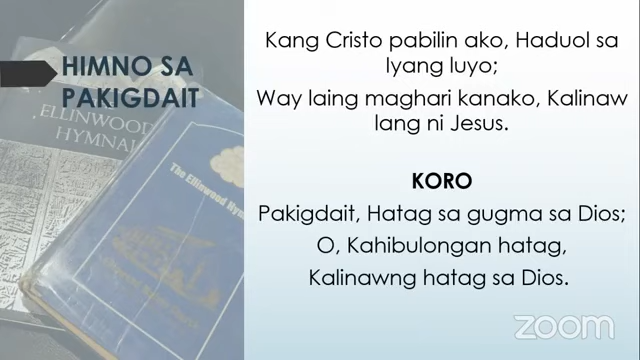 HIMNO SA
PAKIGDAIT
ELLINWOOD
HYMNAL
The Ellinwood
Kang Cristo pabilin ako, Haduol sa
Iyang luyo;
Way laing maghari kanako, Kalinaw
lang ni Jesus.
KORO
Pakigdait, Hatag sa gugma sa Dios;
O, Kahibulongan hatag,
Kalinawng hatag sa Dios.
zoom